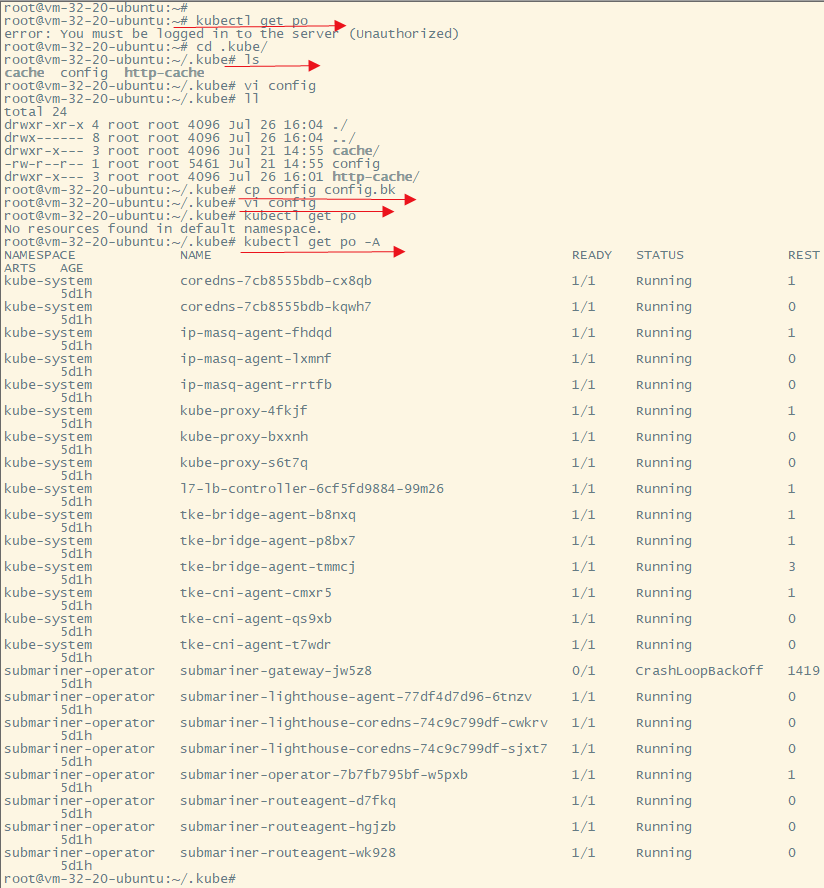 root@vm-32-20-ubuntu:~#
root@vm-32-20-ubuntu:~# kubectl get po
error: You must be logged in to the server (Unauthorized)
root@vm-32-20-ubuntu:~# cd .kube/
root@vm-32-20-ubuntu:~/.kube# ls
cache  config  http-cache
root@vm-32-20-ubuntu:~/.kube# vi config
root@vm-32-20-ubuntu:~/.kube# ll
total 24
drwxr-xr-x 4 root root 4096 Jul 26 16:04 ./
drwx------ 8 root root 4096 Jul 26 16:04 ../
drwxr-x--- 3 root root 4096 Jul 21 14:55 cache/
-rw-r--r-- 1 root root 5461 Jul 21 14:55 config
drwxr-x--- 3 root root 4096 Jul 26 16:01 http-cache/
root@vm-32-20-ubuntu:~/.kube# cp config config.bk
root@vm-32-20-ubuntu:~/.kube# vi config
root@vm-32-20-ubuntu:~/.kube# kubectl get po
No resources found in default namespace.
root@vm-32-20-ubuntu:~/.kube# kubectl get po -A
NAMESPACE             NAME                                             READY   STATUS             REST
ARTS   AGE
kube-system           coredns-7cb8555bdb-cx8qb                         1/1     Running            1
       5d1h
kube-system           coredns-7cb8555bdb-kqwh7                         1/1     Running            0
       5d1h
kube-system           ip-masq-agent-fhdqd                              1/1     Running            1
       5d1h
kube-system           ip-masq-agent-lxmnf                              1/1     Running            0
       5d1h
kube-system           ip-masq-agent-rrtfb                              1/1     Running            0
       5d1h
kube-system           kube-proxy-4fkjf                                 1/1     Running            1
       5d1h
kube-system           kube-proxy-bxxnh                                 1/1     Running            0
       5d1h
kube-system           kube-proxy-s6t7q                                 1/1     Running            0
       5d1h
kube-system           l7-lb-controller-6cf5fd9884-99m26                1/1     Running            1
       5d1h
kube-system           tke-bridge-agent-b8nxq                           1/1     Running            1
       5d1h
kube-system           tke-bridge-agent-p8bx7                           1/1     Running            1
       5d1h
kube-system           tke-bridge-agent-tmmcj                           1/1     Running            3
       5d1h
kube-system           tke-cni-agent-cmxr5                              1/1     Running            1
       5d1h
kube-system           tke-cni-agent-qs9xb                              1/1     Running            0
       5d1h
kube-system           tke-cni-agent-t7wdr                              1/1     Running            0
       5d1h
submariner-operator   submariner-gateway-jw5z8                         0/1     CrashLoopBackOff   1419
       5d1h
submariner-operator   submariner-lighthouse-agent-77df4d7d96-6tnzv     1/1     Running            0
       5d1h
submariner-operator   submariner-lighthouse-coredns-74c9c799df-cwkrv   1/1     Running            0
       5d1h
submariner-operator   submariner-lighthouse-coredns-74c9c799df-sjxt7   1/1     Running            0
       5d1h
submariner-operator   submariner-operator-7b7fb795bf-w5pxb             1/1     Running            1
       5d1h
submariner-operator   submariner-routeagent-d7fkq                      1/1     Running            0
       5d1h
submariner-operator   submariner-routeagent-hgjzb                      1/1     Running            0
       5d1h
submariner-operator   submariner-routeagent-wk928                      1/1     Running            0
       5d1h
root@vm-32-20-ubuntu:~/.kube#